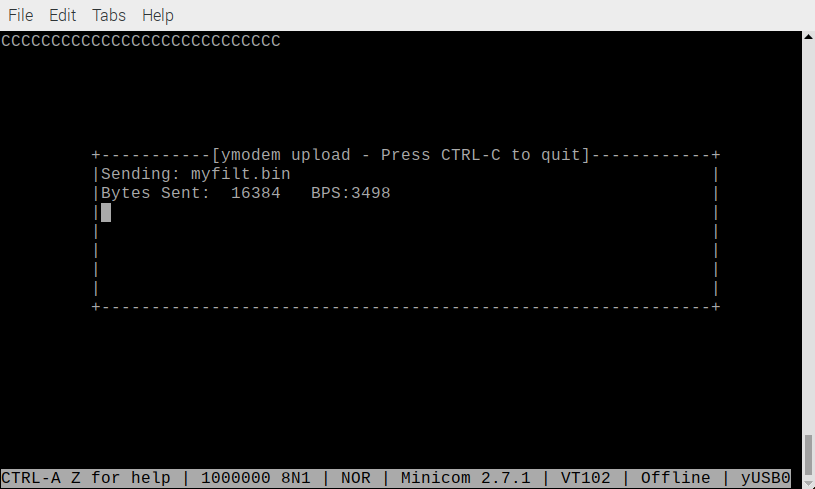 File Edit Tabs Help
CCCCCCCCCCCCCCCCCCCCCCCCCCCC
+-----------[ymodem upload - Press CTRL-C to quit]------------+
|Sending: myfilt.bin                                          |
|Bytes Sent:  16384   BPS:3498                                |
|                                                             |
|                                                             |
|                                                             |
|                                                             |
|                                                             |
+-------------------------------------------------------------+
CTRL-A Z for help | 1000000 8N1 | NOR | Minicom 2.7.1 | VT102 | Offline | yUSB0